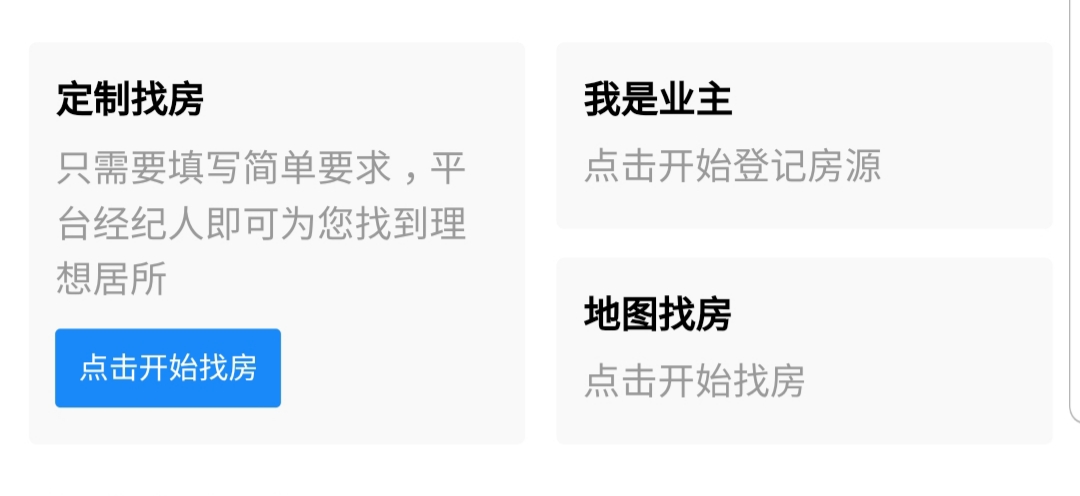 定制找房
只需要填写简单要求，平
台经纪人即可为您找到理
想居所
点击开始找房
我是业主
点击开始登记房源
地图找房
点击开始找房